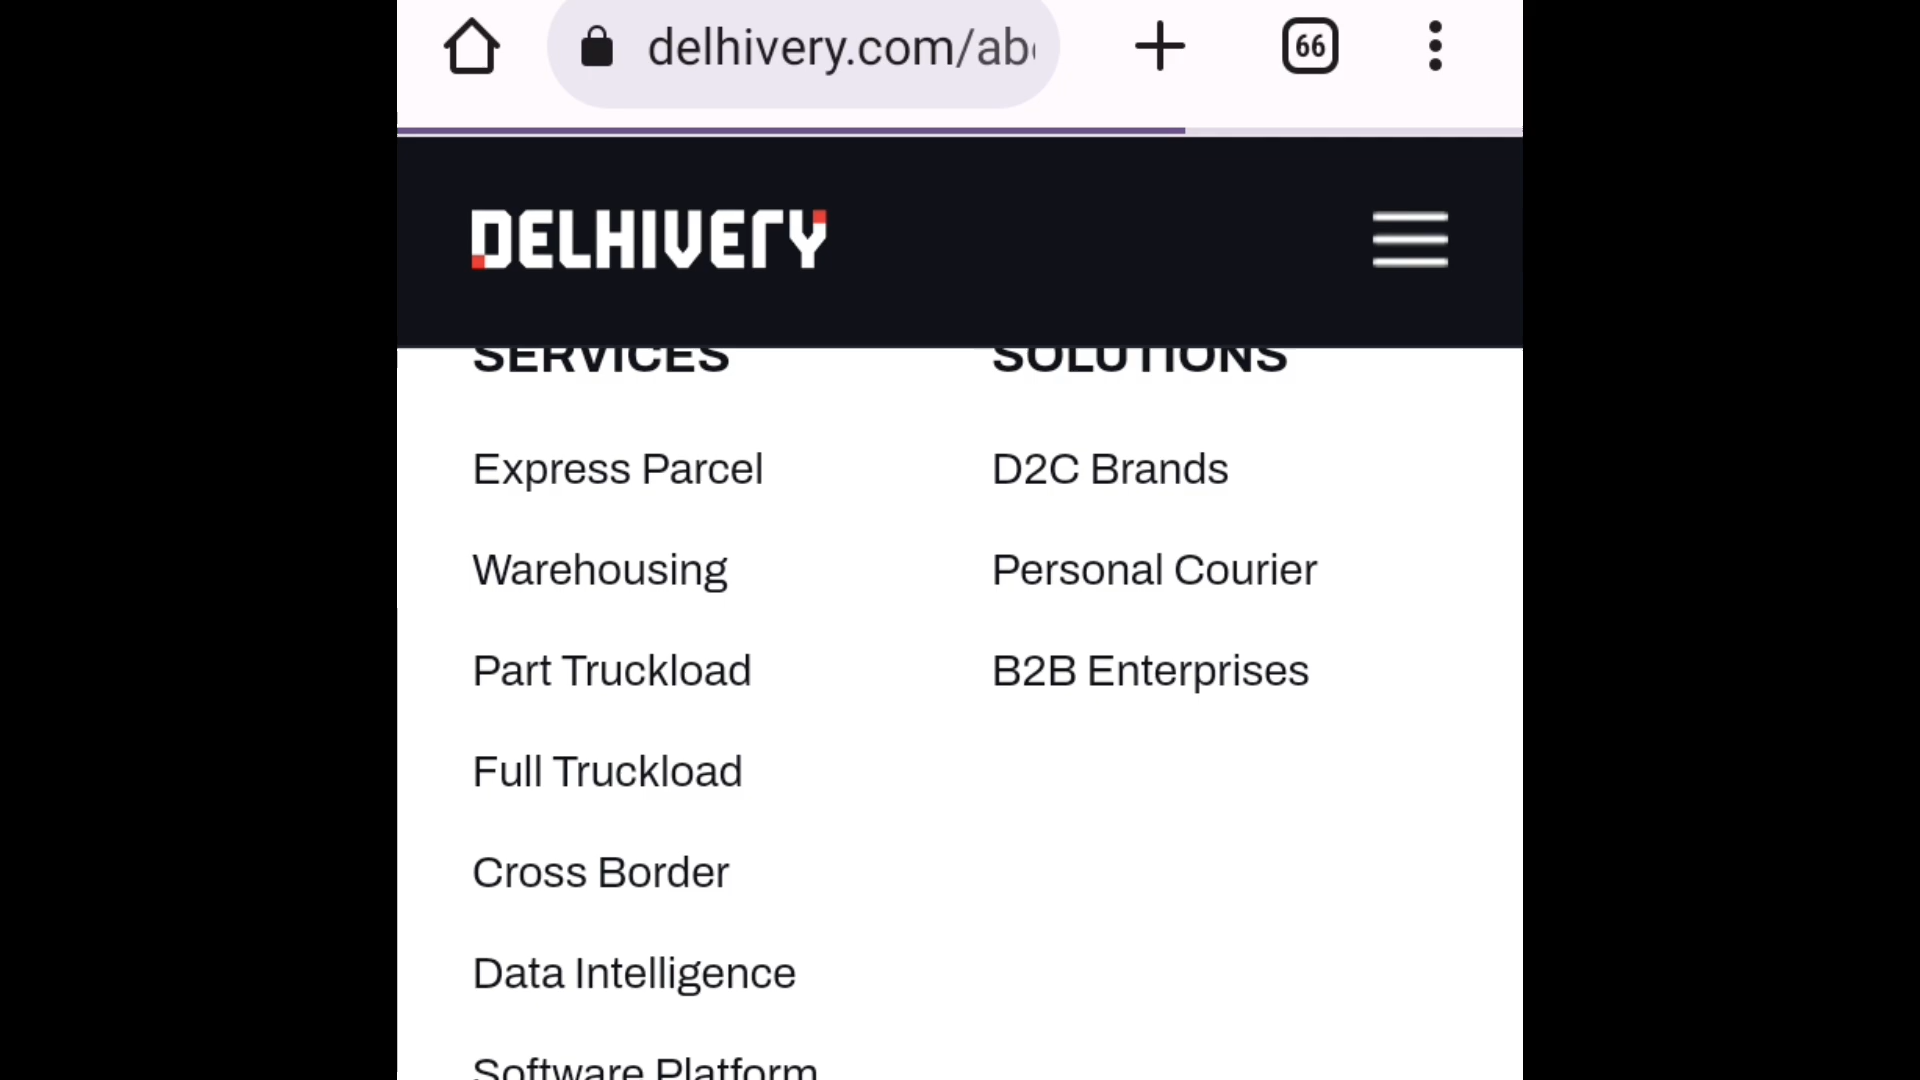 delhivery.com/ab
66
DELHIVERY
SERVICES
Express Parcel
Warehousing
Part Truckload
Full Truckload
Cross Border
Data Intelligence
Software Platform
SOLUTIONS
D2C Brands
Personal Courier
B2B Enterprises